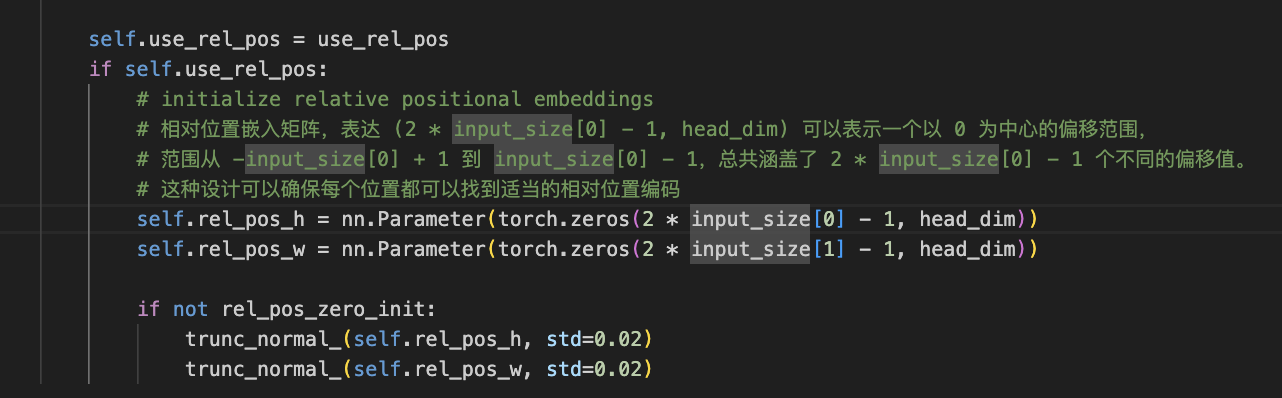 self.use_rel_pos = use_rel_pos
if self.use_rel_pos:
# initialize relative positional embeddings
# 相对位置嵌入矩阵，表达 (2 * input_size[0] - 1, head_dim) 可以表示一个以 0 为中心的偏移范围，
# 范围从 -input_size[0] + 1 到 input_size[0] - 1，总共涵盖了 2 * input_size[0] - 1 个不同的偏移值。
# 这种设计可以确保每个位置都可以找到适当的相对位置编码
self.rel_pos_h = nn.Parameter(torch.zeros(2 * input_size[0] - 1, head_dim))
self.rel_pos_w = nn.Parameter(torch.zeros(2 * input_size[1] - 1, head_dim))
if not rel_pos_zero_init:
trunc_normal_(self.rel_pos_h, std=0.02)
trunc_normal_(self.rel_pos_w, std=0.02)